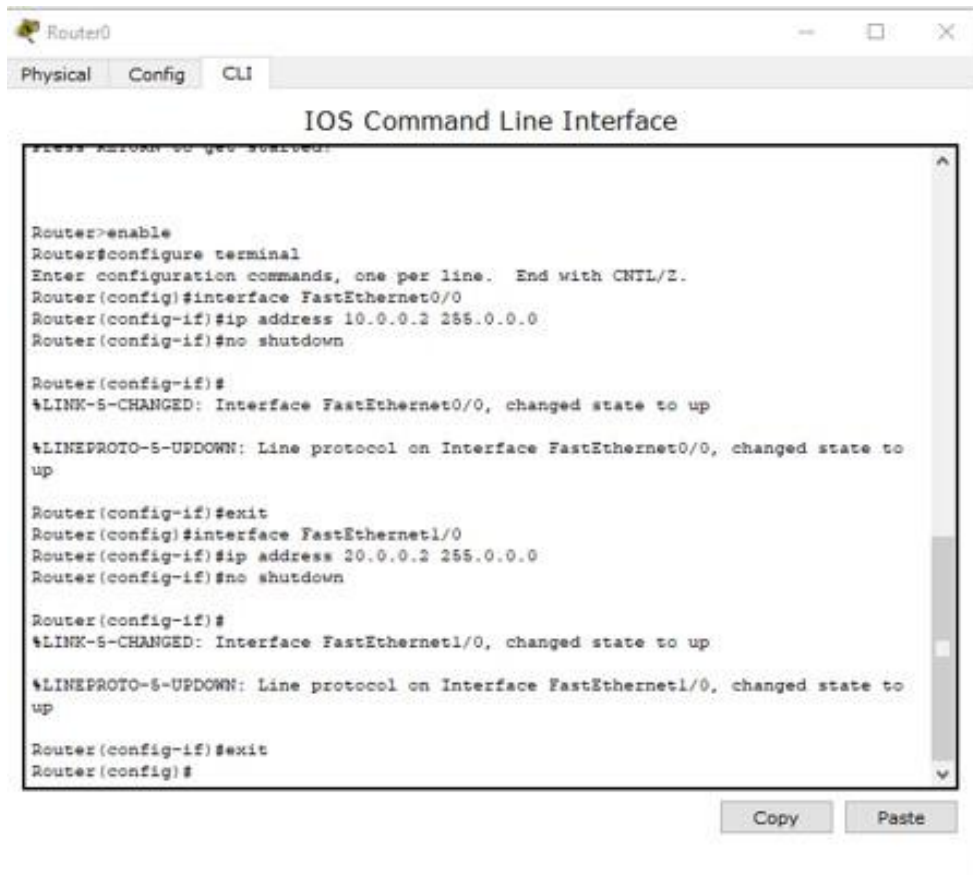 Router0
Physical Config CLI
IOS Command Line Interface
Press RETURN to get started!
Router>enable
Router#configure terminal
Enter configuration commands, one per line. End with CNTL/Z.
Router(config)#interface FastEthernet0/0
Router(config-if)#ip address 10.0.0.2 255.0.0.0
Router(config-if)#no shutdown
Router(config-if)#
%LINK-5-CHANGED: Interface FastEthernet0/0, changed state to up
%LINEPROTO-5-UPDOWN: Line protocol on Interface FastEthernet0/0, changed state to
up
Router(config-if)#exit
Router(config)#interface FastEthernet1/0
Router(config-if)#ip address 20.0.0.2 255.0.0.0
Router(config-if)#no shutdown
Router(config-if)#
%LINK-5-CHANGED: Interface FastEthernet1/0, changed state to up
%LINEPROTO-5-UPDOWN: Line protocol on Interface FastEthernet1/0, changed state to
up
Router(config-if)#exit
Router(config)#
Copy Paste